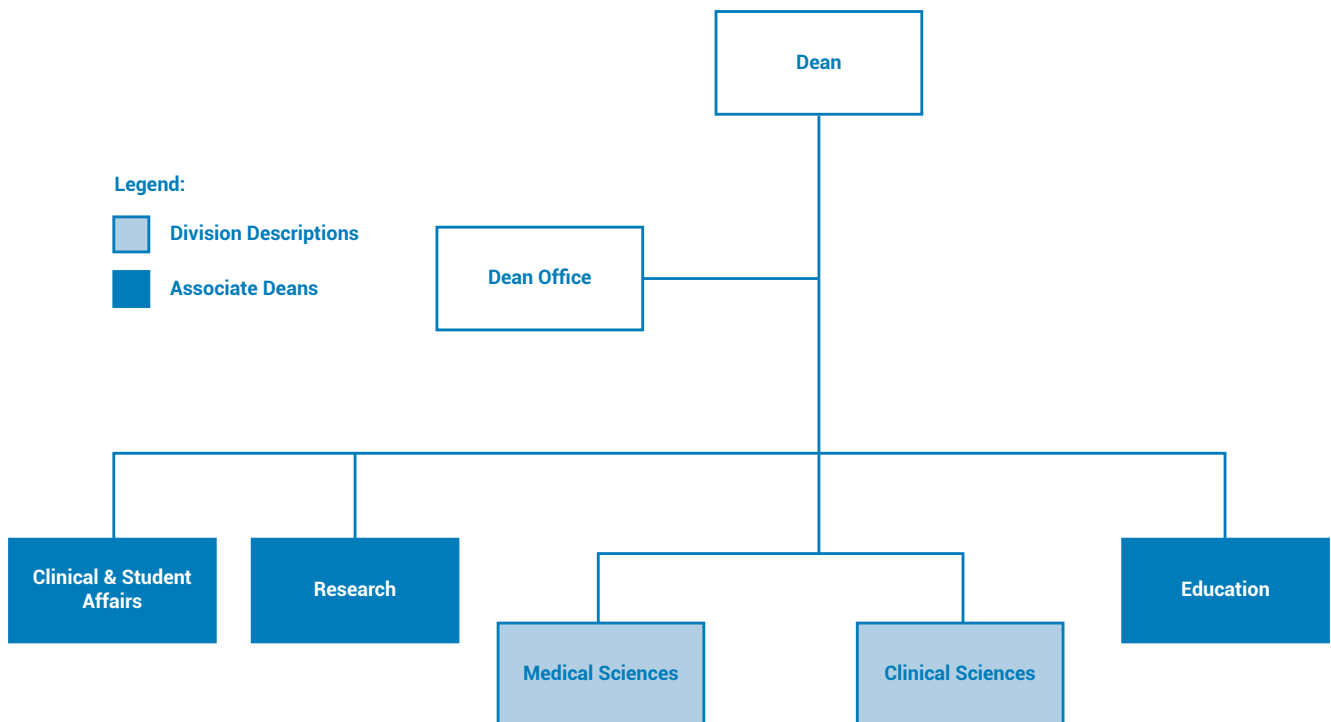 Dean
Legend:
Division Descriptions
Dean Office
Associate Deans
Clinical & Student
Affairs
Research
Education
Medical Sciences
Clinical Sciences